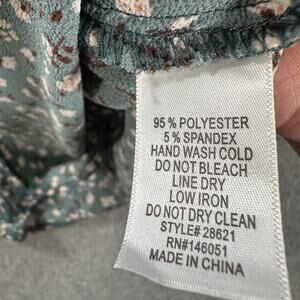 95 % POLYESTER
5 % SPANDEX
HAND WASH COLD
DO NOT BLEACH
LINE DRY
LOW IRON
DO NOT DRY CLEAN
STYLE# 28621
RN#146051
MADE IN CHINA